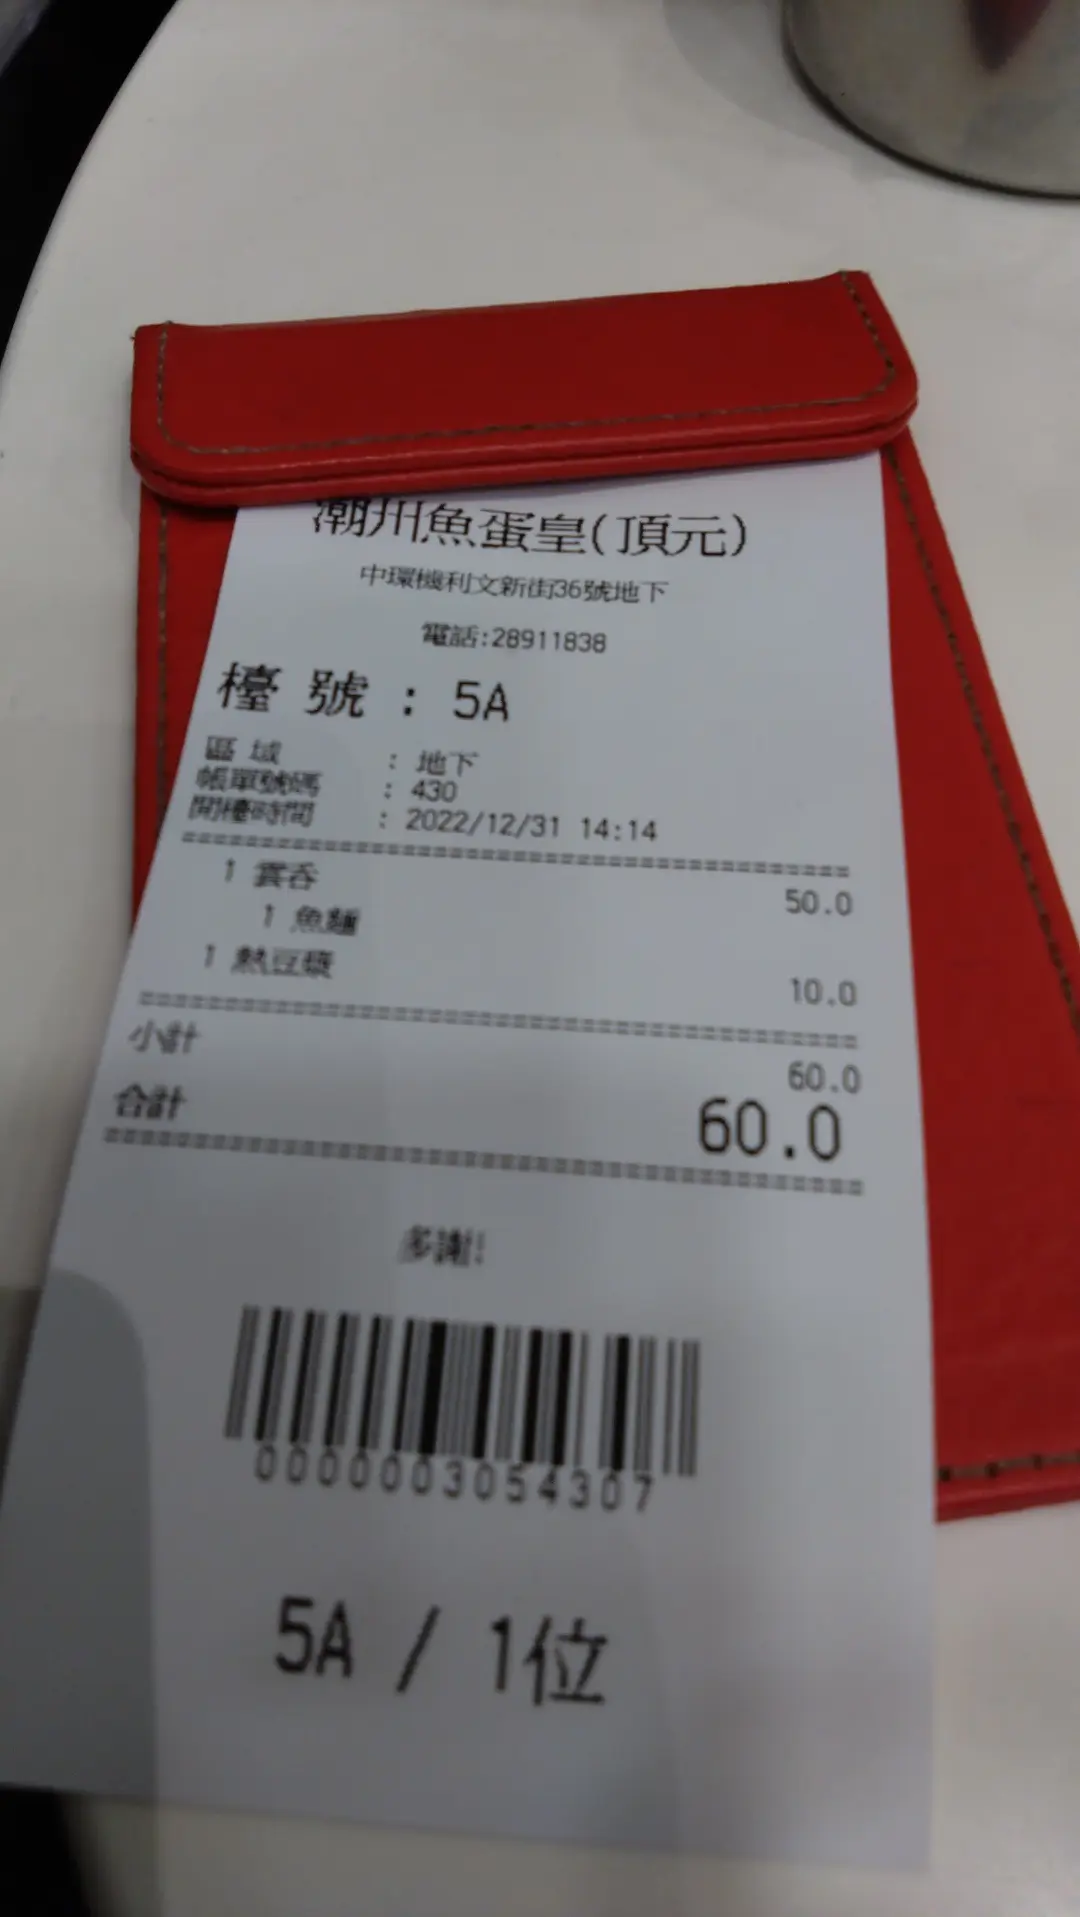 潮州魚蛋皇(頂元)
中環機利文新街36號地下
電話:28911838
檯 號 : 5A
區 域 : 地下
帳單號碼 : 430
開檯時間 : 2022/12/31 14:14
1 雲吞 50.0
1 魚麵
1 熱豆漿 10.0
小計 60.0
合計 60.0
多謝!
0000003054307
5A / 1位